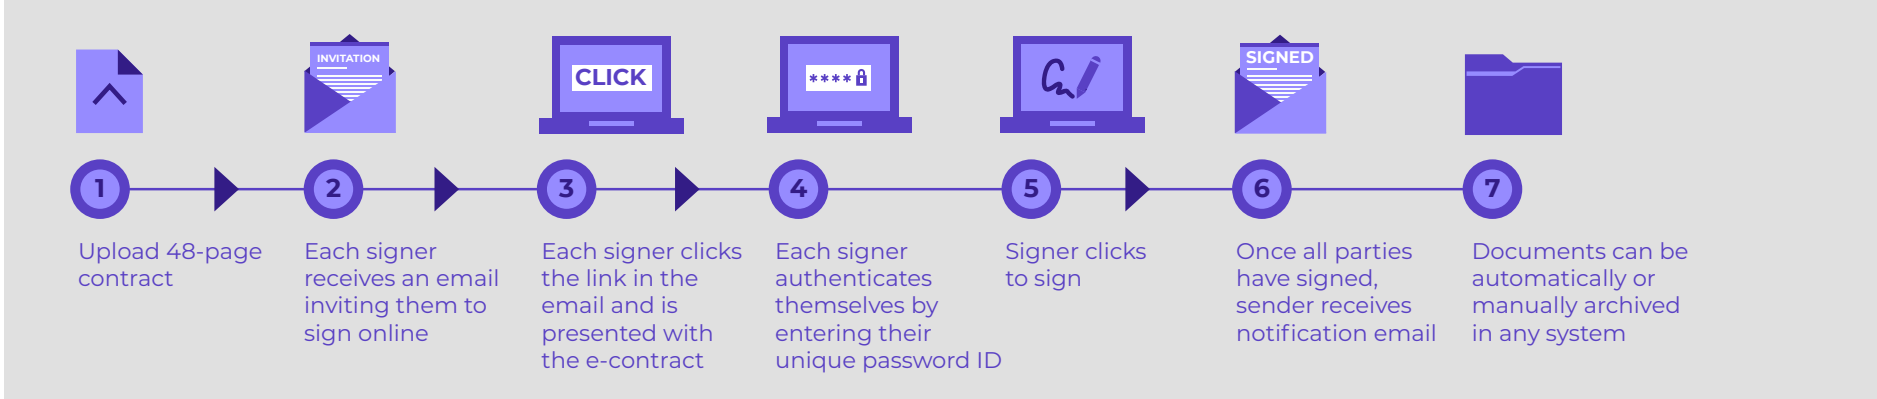 INVITATION
CLICK
****
SIGNED
1
2
3
4
5
6
7
Upload 48-page
contract
Each signer
receives an email
inviting them to
sign online
Each signer clicks
the link in the
email and is
presented with
the e-contract
Each signer
authenticates
themselves by
entering their
unique password ID
Signer clicks
to sign
Once all parties
have signed,
sender receives
notification email
Documents can be
automatically or
manually archived
in any system